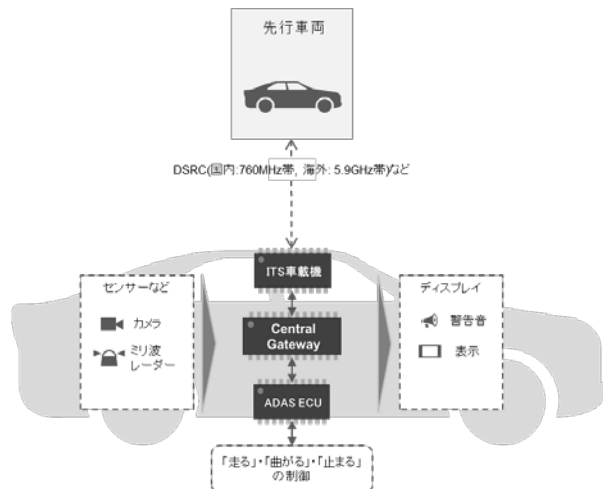 先行車両
DSRC(国内:760MHz帯, 海外: 5.9GHz帯)など
ITS車載機
センサーなど
カメラ
ミリ波
レーダー
Central
Gateway
ディスプレイ
警告音
表示
ADAS ECU
「走る」・「曲がる」・「止まる」
の制御